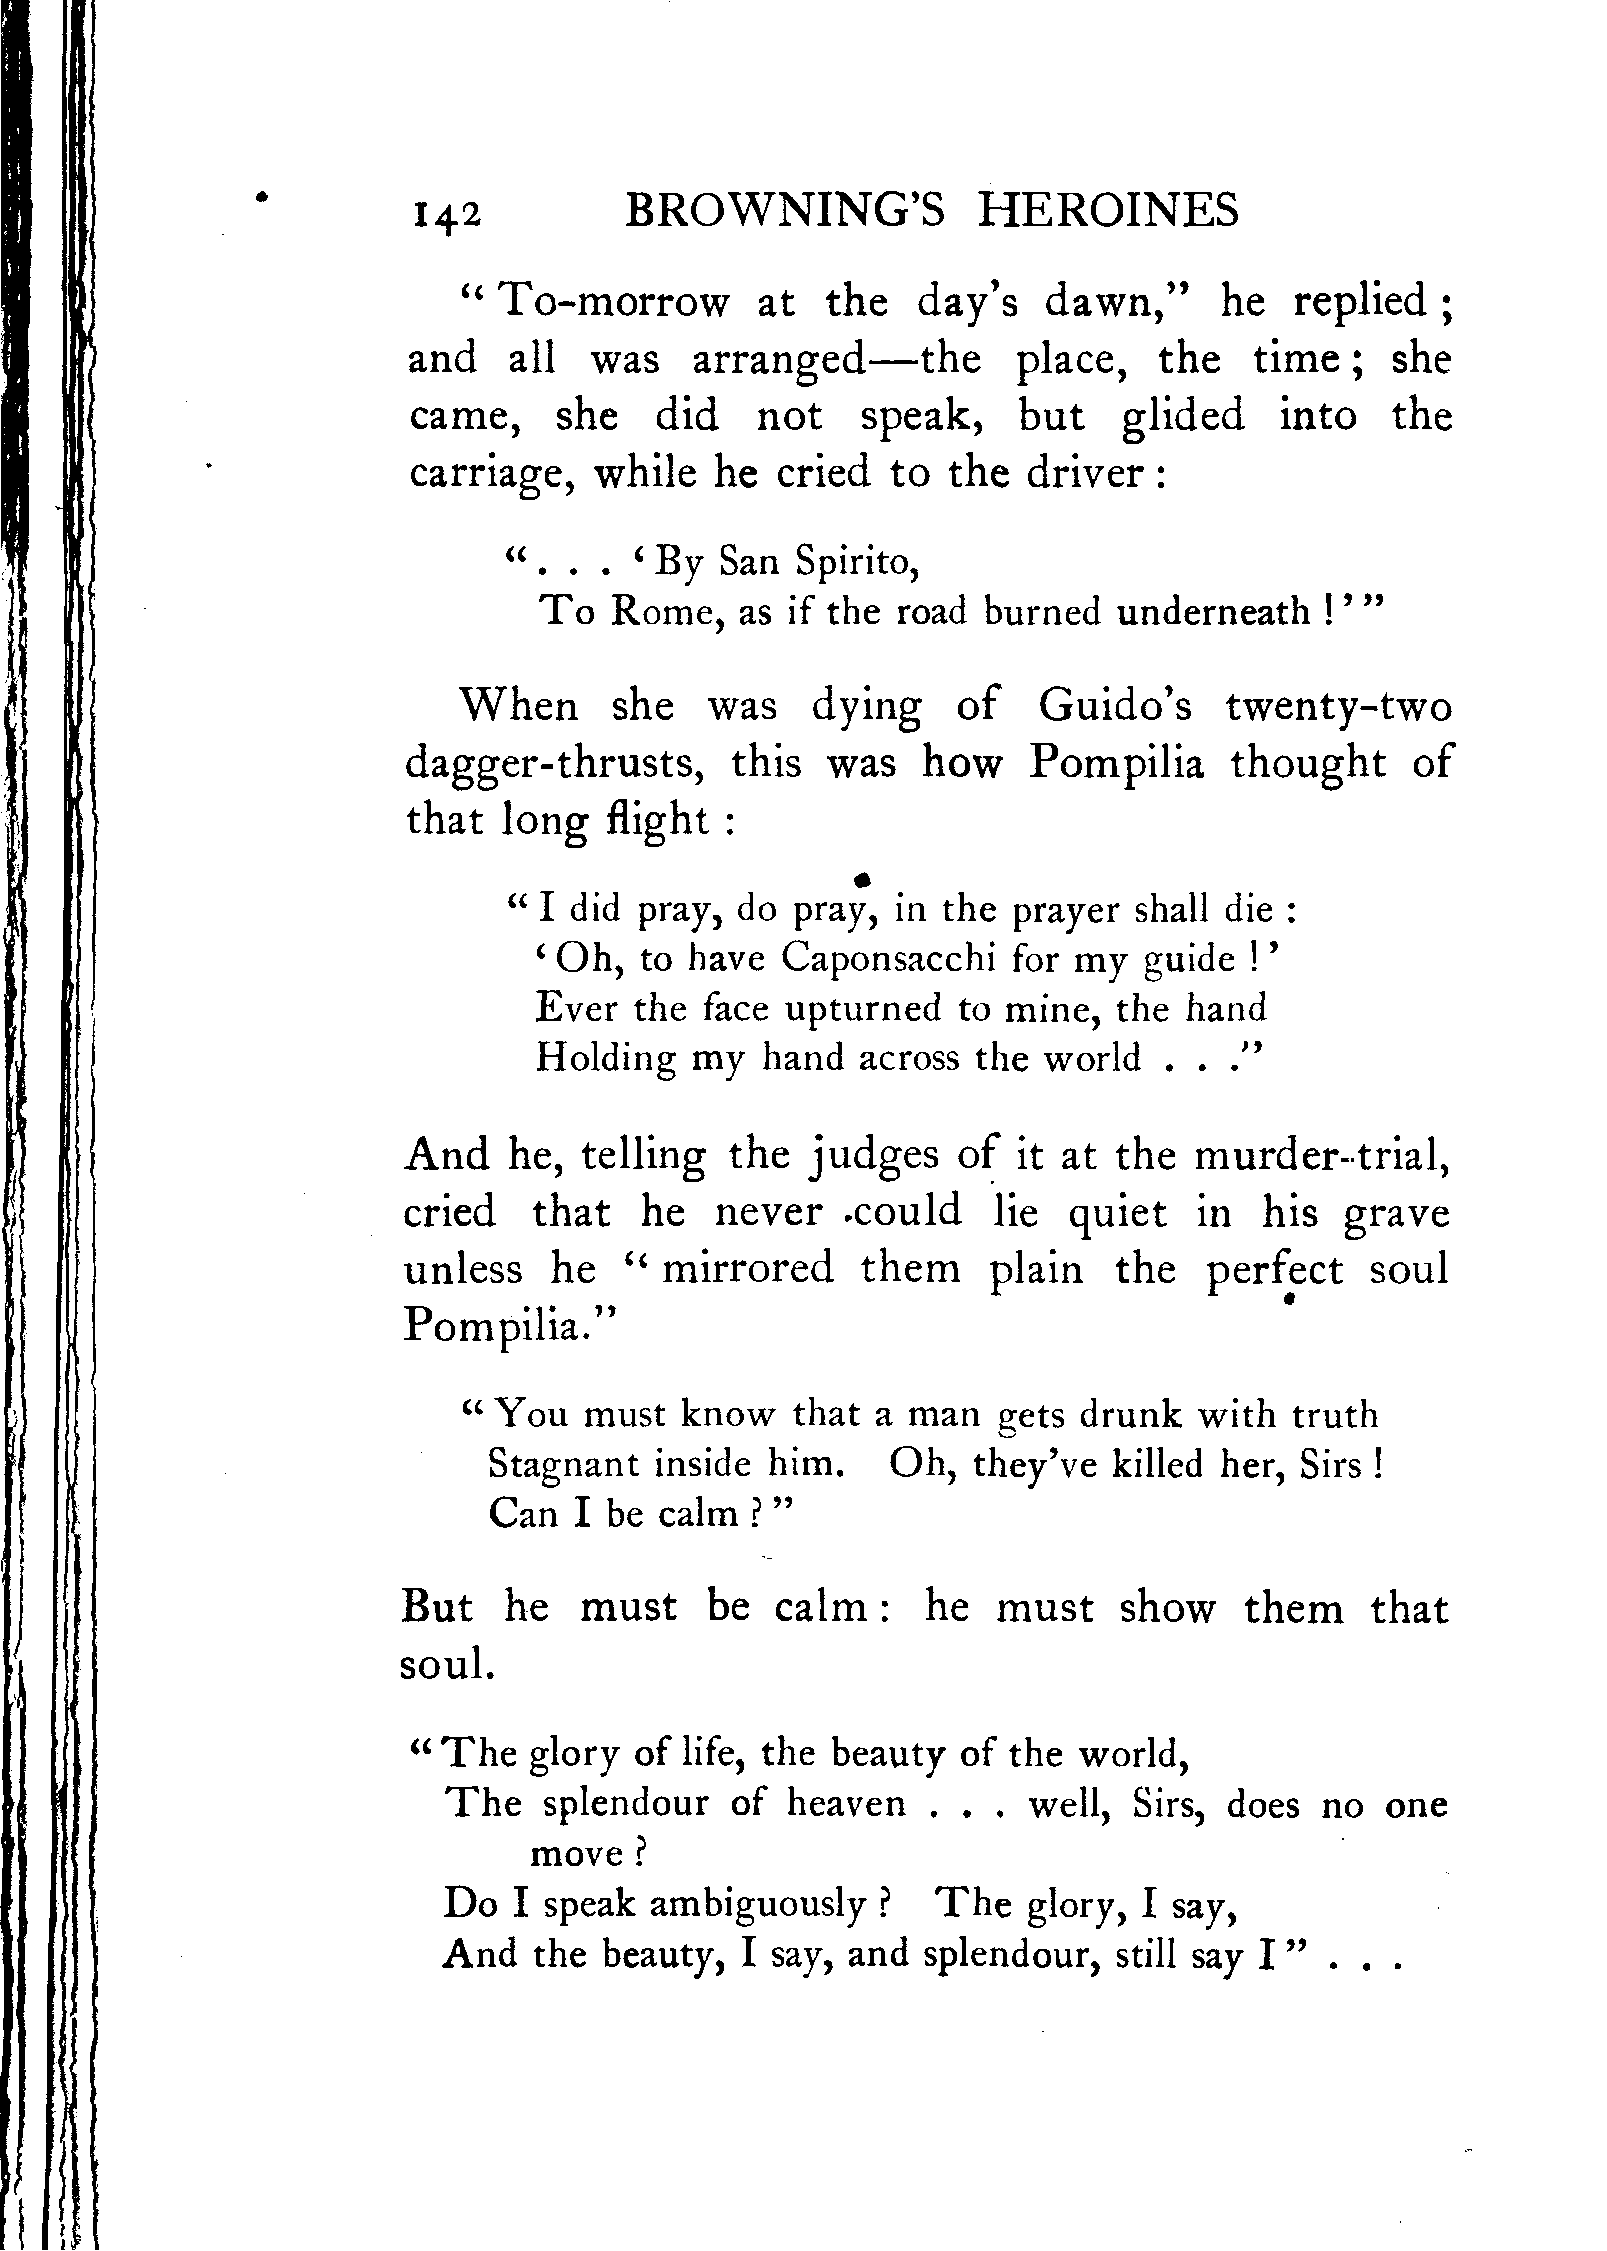 142 BROWNING'S HEROINES
“ To-morrow at the day's dawn,” he replied ;
and all was arranged—the place, the time ; she
came, she did not speak, but glided into the
carriage, while he cried to the driver :
“ . . . ‘ By San Spirito,
To Rome, as if the road burned underneath ! ’ ”
When she was dying of Guido's twenty-two
dagger-thrusts, this was how Pompilia thought of
that long flight :
“ I did pray, do pray, in the prayer shall die :
‘ Oh, to have Caponsacchi for my guide ! ’
Ever the face upturned to mine, the hand
Holding my hand across the world . . .”
And he, telling the judges of it at the murder-trial,
cried that he never could lie quiet in his grave
unless he “ mirrored them plain the perfect soul
Pompilia.”
“ You must know that a man gets drunk with truth
Stagnant inside him. Oh, they've killed her, Sirs !
Can I be calm ? ”
But he must be calm : he must show them that
soul.
“ The glory of life, the beauty of the world,
The splendour of heaven . . . well, Sirs, does no one
move ?
Do I speak ambiguously ? The glory, I say,
And the beauty, I say, and splendour, still say I ” . . .